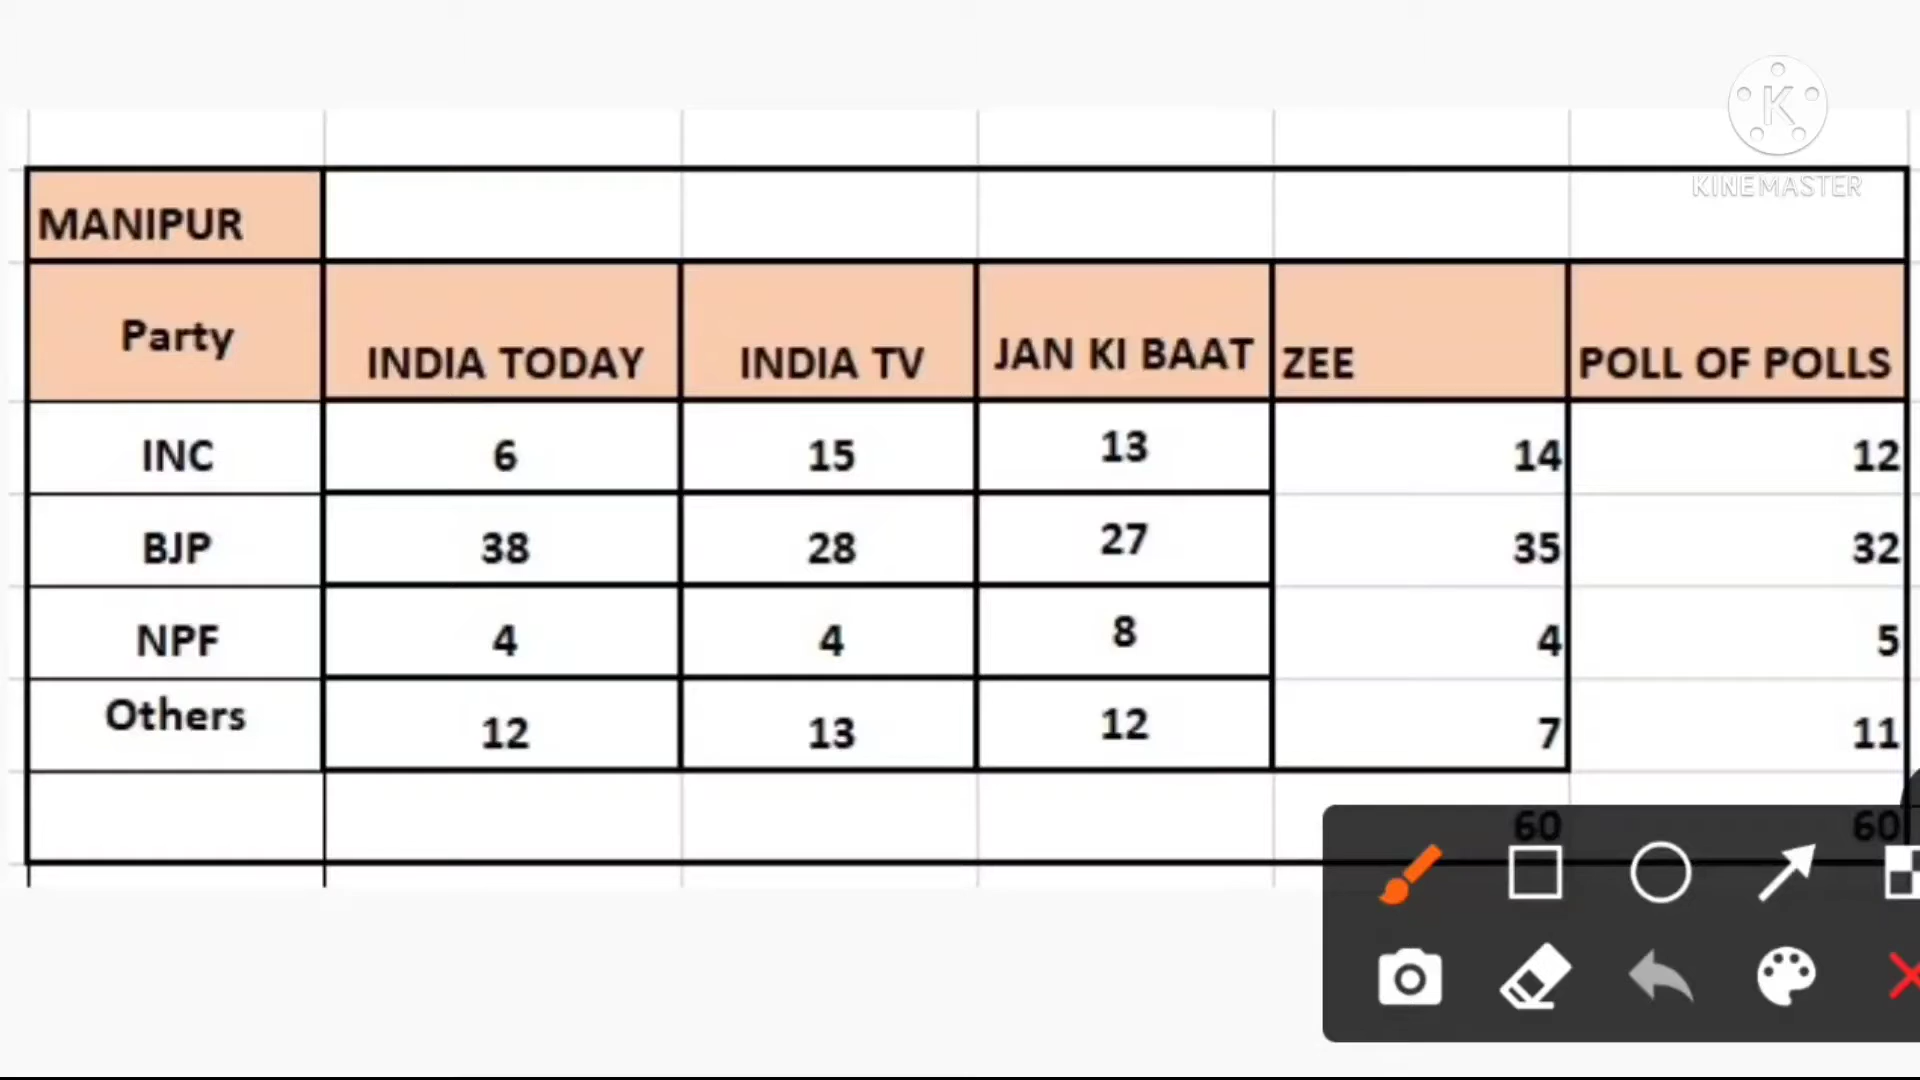 K
KINEMASTER
MANIPUR
Party INDIA TODAY INDIA TV JAN KI BAAT ZEE POLL OF POLLS
INC 6 15 13 14 12
BJP 38 28 27 35 32
NPF 4 4 8 4 5
Others 12 13 12 7 11
60 60